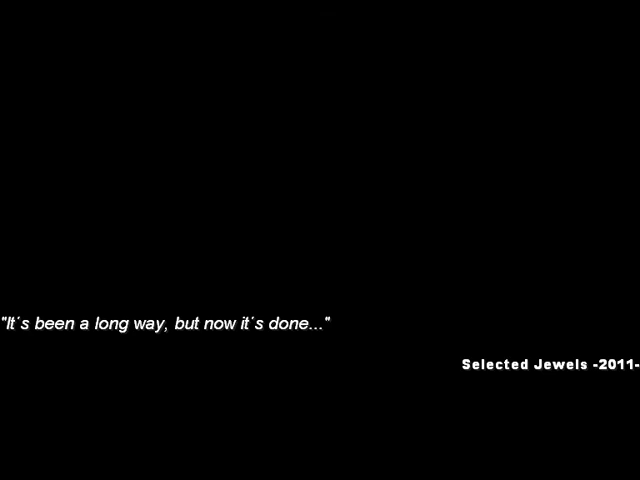 "It´s been a long way, but now it´s done..."
Selected Jewels -2011-